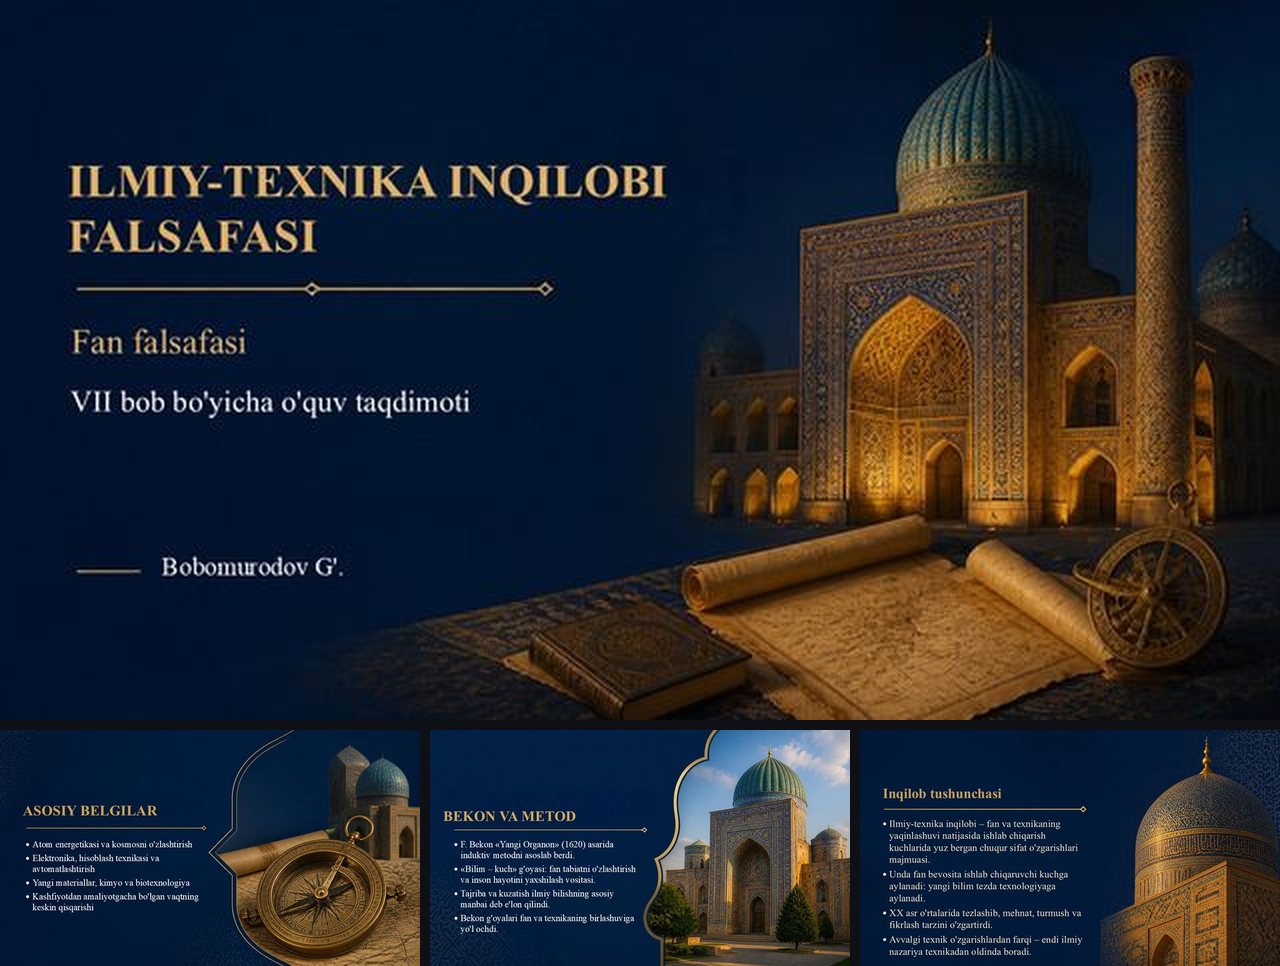 ILMIY-TEXNIKA INQILOBI
FALSAFASI
Fan falsafasi
VII bob bo'yicha o'quv taqdimoti
Bobomurodov G'.
ASOSIY BELGILAR
• Atom energetikasi va kosmosni o'zlashtirish
• Elektronika, hisoblash texnikasi va
avtomatlashtirish
• Yangi materiallar, kimyo va biotexnologiya
• Kashfiyotdan amaliyotgacha bo'lgan vaqtning
keskin qisqarishi
BEKON VA METOD
• F. Bekon «Yangi Organon» (1620) asarida
induktiv metodni asoslab berdi.
• «Bilim – kuch» g'oyasi: fan tabiatni o'zlashtirish
va inson hayotini yaxshilash vositasi.
• Tajriba va kuzatish ilmiy bilishning asosiy
manbai deb e'lon qilindi.
• Bekon g'oyalari fan va texnikaning birlashuviga
yo'l ochdi.
Inqilob tushunchasi
• Ilmiy-texnika inqilobi – fan va texnikaning
yaqinlashuvi natijasida ishlab chiqarish
kuchlarida yuz bergan chuqur sifat o'zgarishlari
majmuasi.
• Unda fan bevosita ishlab chiqaruvchi kuchga
aylanadi: yangi bilim tezda texnologiyaga
aylanadi.
• XX asr o'rtalarida tezlashib, mehnat, turmush va
fikrlash tarzini o'zgartirdi.
• Avvalgi texnik o'zgarishlardan farqi – endi ilmiy
nazariya texnikadan oldinda boradi.